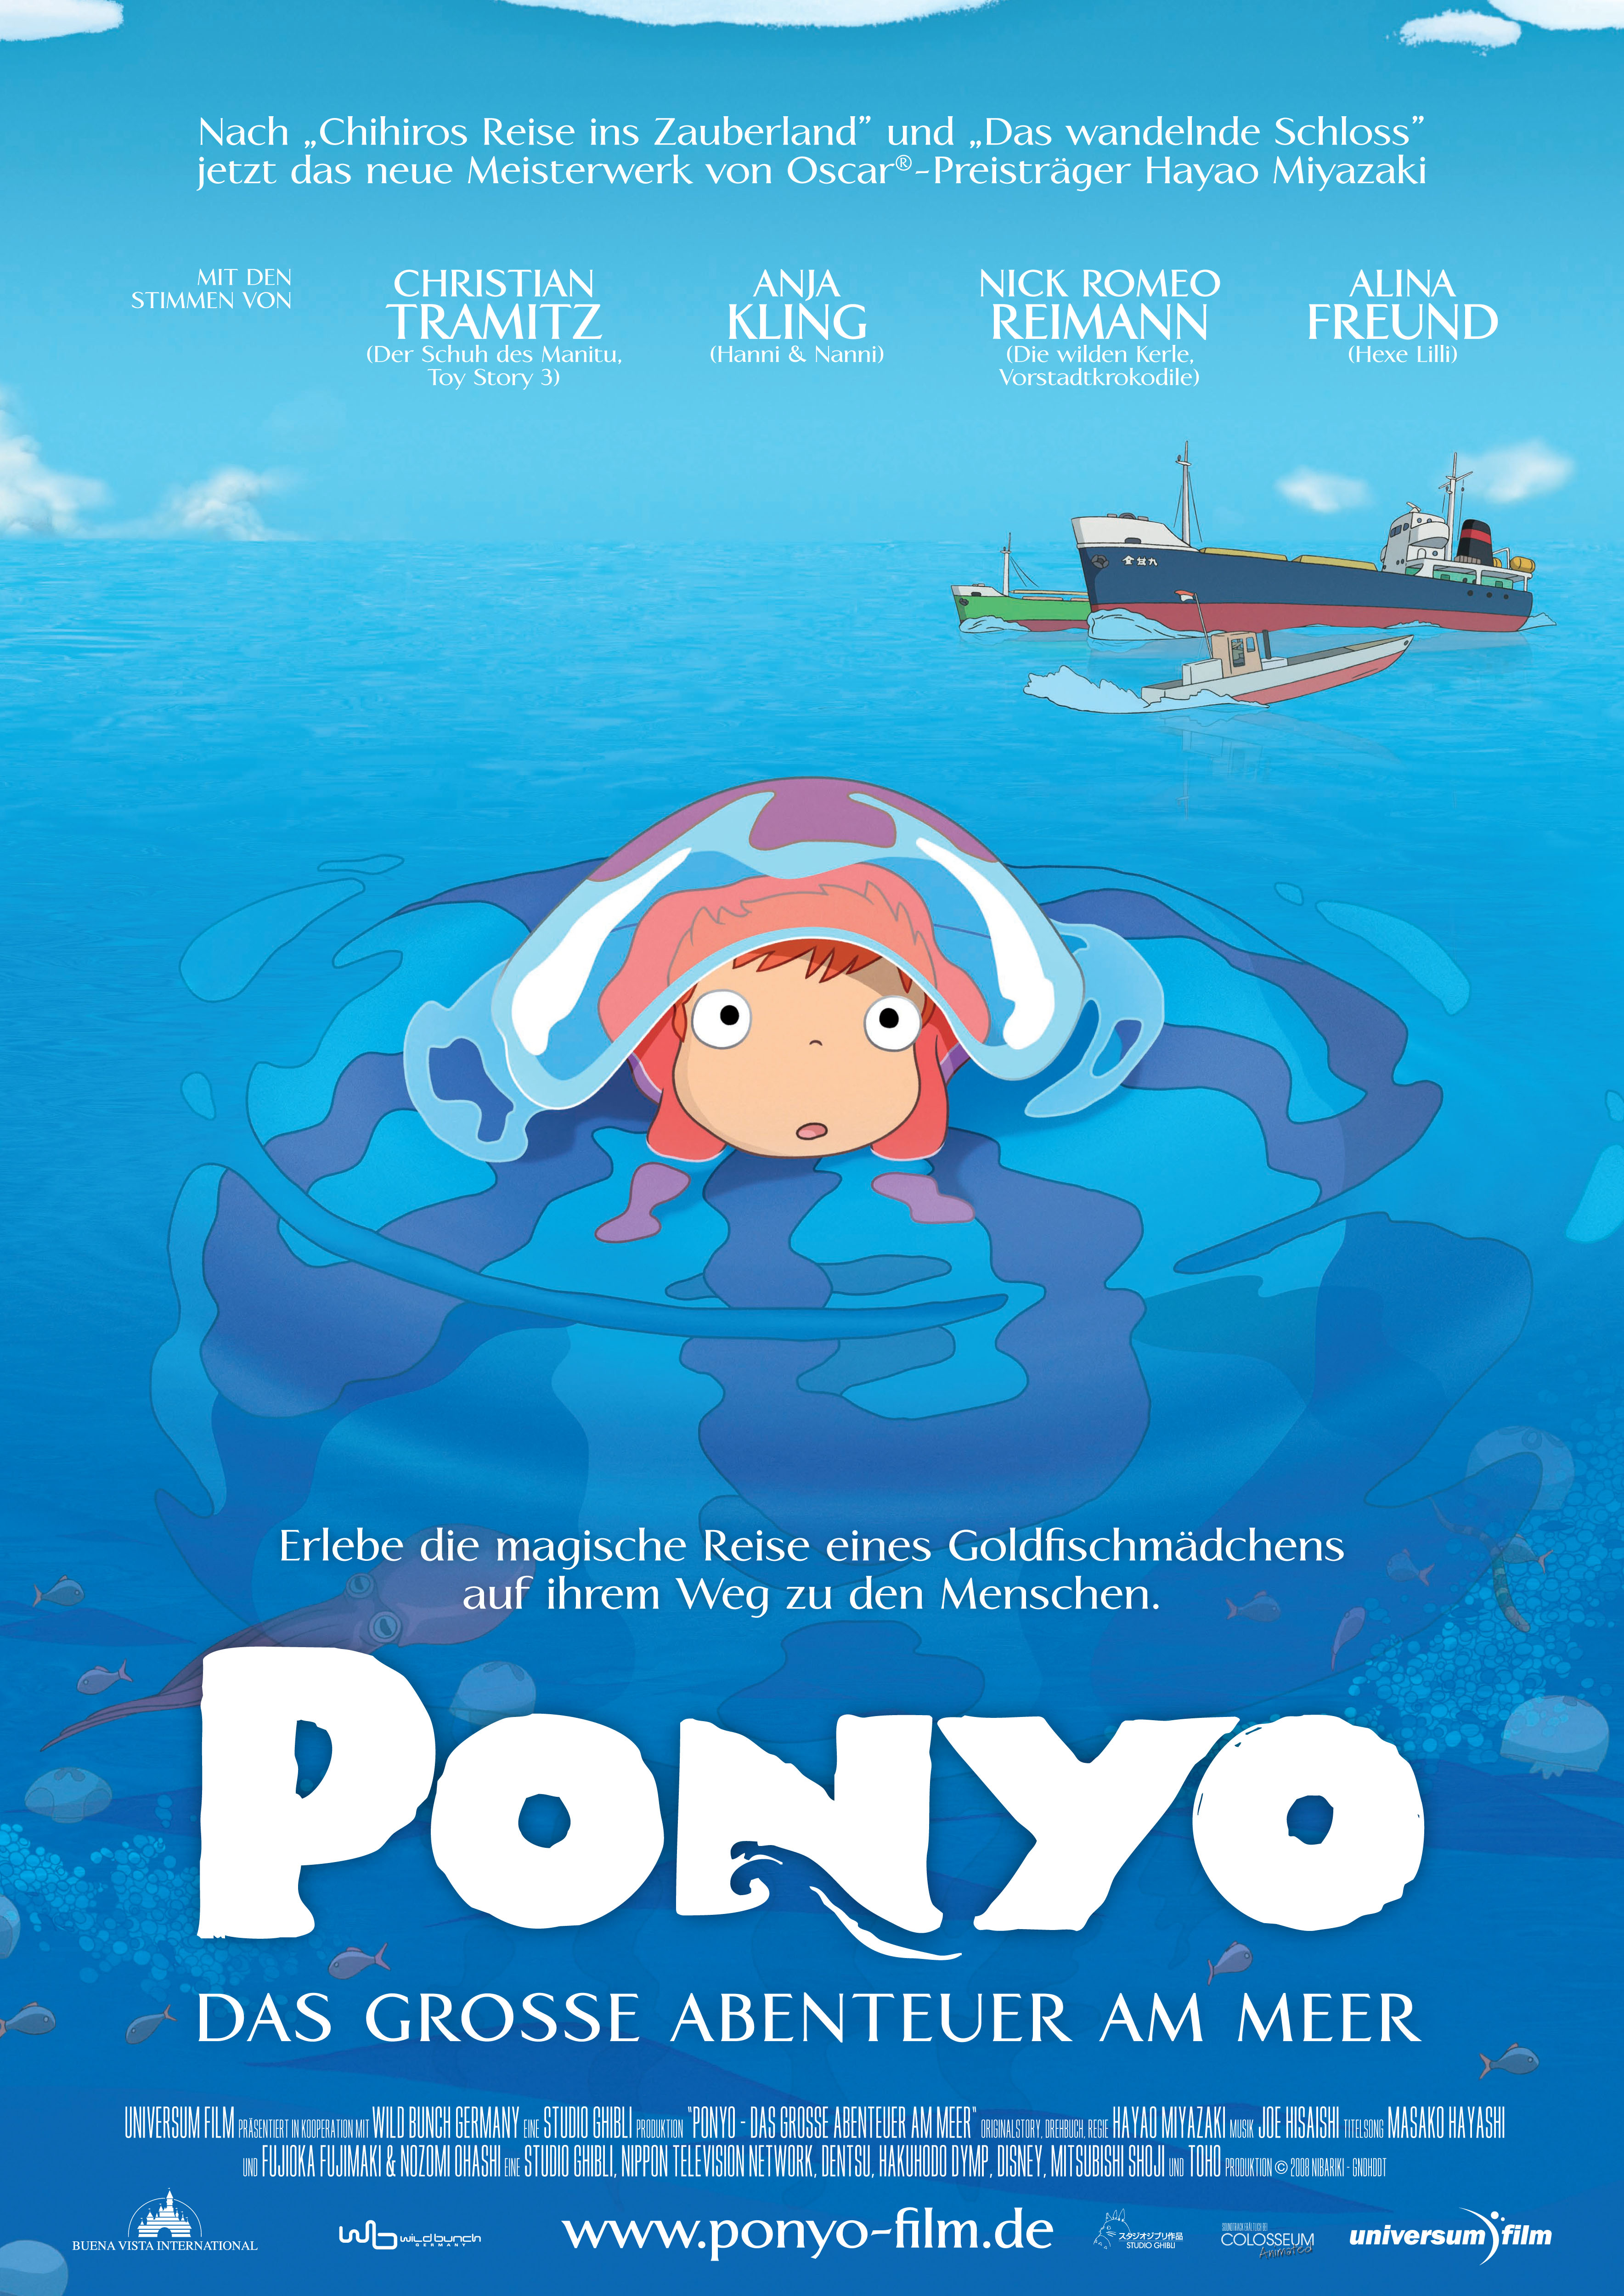 Nach „Chihiros Reise ins Zauberland” und „Das wandelnde Schloss”
jetzt das neue Meisterwerk von Oscar®-Preisträger Hayao Miyazaki
MIT DEN
STIMMEN VON
CHRISTIAN
TRAMITZ
(Der Schuh des Manitu,
Toy Story 3)
ANJA
KLING
(Hanni & Nanni)
NICK ROMEO
REIMANN
(Die wilden Kerle,
Vorstadtkrokodile)
ALINA
FREUND
(Hexe Lilli)
Erlebe die magische Reise eines Goldfischmädchens
auf ihrem Weg zu den Menschen.
PONYO
DAS GROSSE ABENTEUER AM MEER
UNIVERSUM FILM PRÄSENTIERT IN KOOPERATION MIT WILD BUNCH GERMANY EINE STUDIO GHIBLI PRODUKTION "PONYO - DAS GROSSE ABENTEUER AM MEER" ORIGINALSTORY, DREHBUCH, REGIE HAYAO MIYAZAKI MUSIK JOE HISAISHI TITELSONG MASAKO HAYASHI
UND FUJIOKA FUJIMAKI & NOZOMI OHASHI EINE STUDIO GHIBLI, NIPPON TELEVISION NETWORK, DENTSU, HAKUHODO DYMP, DISNEY, MITSUBISHI SHOJI UND TOHO PRODUKTION © 2008 NIBARIKI - GNDHDDT
BUENA VISTA INTERNATIONAL
wb wild bunch
GERMANY
www.ponyo-film.de
スタジオジブリ作品
STUDIO GHIBLI
SOUNDTRACK ERHÄLTLICH BEI
COLOSSEUM
Animated
universum film